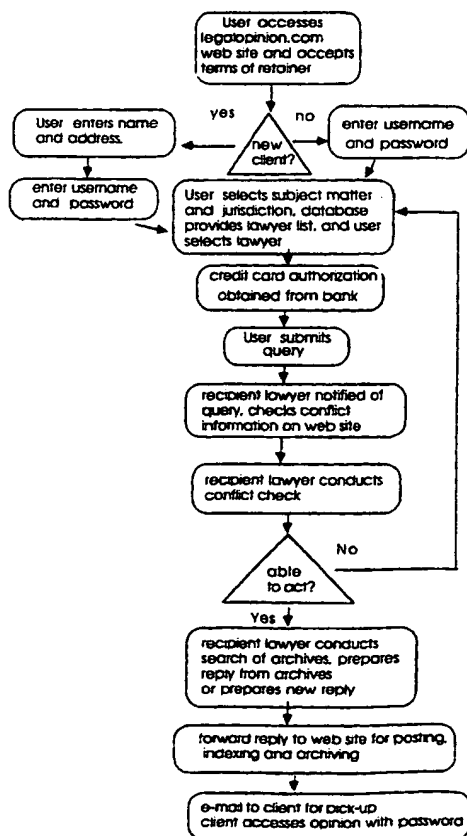 User accesses
legalopinion.com
web site and accepts
terms of retainer
yes
no
User enters name
and address.
new
client?
enter username
and password
enter username
and password
User selects subject matter
and jurisdiction, database
provides lawyer list, and user
selects lawyer
credit card authorization
obtained from bank
User submits
query
recipient lawyer notified of
query, checks conflict
information on web site
recipient lawyer conducts
conflict check
able
to act?
No
Yes
recipient lawyer conducts
search of archives, prepares
reply from archives
or prepares new reply
forward reply to web site for posting,
indexing and archiving
e-mail to client for pick-up
client accesses opinion with password